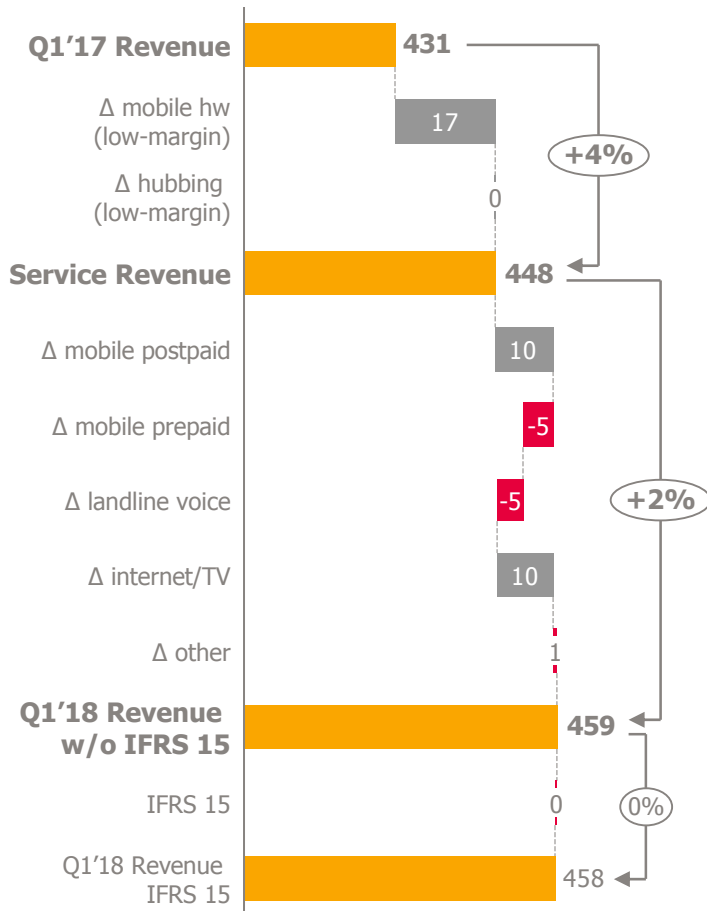 Q1'17 Revenue 431
Δ mobile hw
(low-margin)
17
+4%
Δ hubbing
(low-margin)
0
Service Revenue 448
Δ mobile postpaid 10
Δ mobile prepaid -5
Δ landline voice -5
+2%
Δ internet/TV 10
Δ other 1
Q1'18 Revenue
w/o IFRS 15
459
IFRS 15 0 0%
Q1'18 Revenue
IFRS 15
458